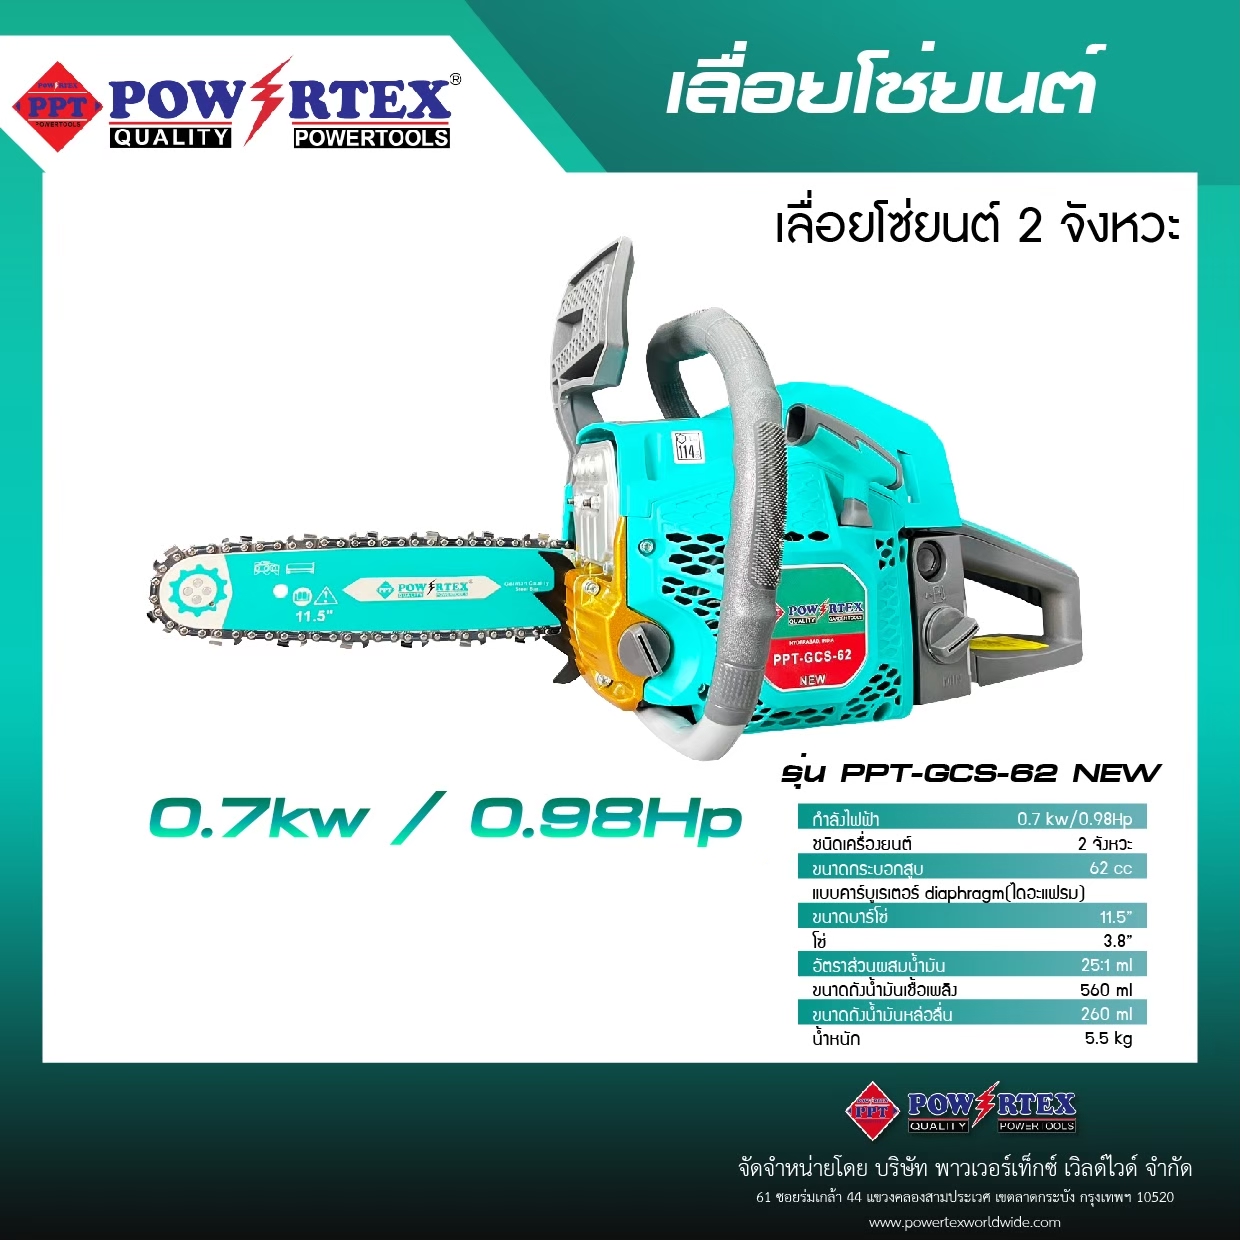 POWERTEX®
PPT
QUALITY POWERTOOLS
เลื่อยโซ่ยนต์
เลื่อยโซ่ยนต์ 2 จังหวะ
114
POWERTEX
QUALITY POWERTOOLS
11.5"
POWERTEX
QUALITY GARDENTOOLS
HYDERABAD, INDIA
PPT-GCS-62
NEW
0.7kw / 0.98Hp
รุ่น PPT-GCS-62 NEW
กำลังไฟฟ้า 0.7 kw/0.98Hp
ชนิดเครื่องยนต์ 2 จังหวะ
ขนาดกระบอกสูบ 62 cc
แบบคาร์บูเรเตอร์ diaphragm(ไดอะแฟรม)
ขนาดบาร์โซ่ 11.5”
โซ่ 3.8”
อัตราส่วนผสมน้ำมัน 25:1 ml
ขนาดถังน้ำมันเชื้อเพลิง 560 ml
ขนาดถังน้ำมันหล่อลื่น 260 ml
น้ำหนัก 5.5 kg
PPT POWERTEX
QUALITY POWERTOOLS
จัดจำหน่ายโดย บริษัท พาวเวอร์เท็กซ์ เวิลด์ไวด์ จำกัด
61 ซอยร่มเกล้า 44 แขวงคลองสามประเวศ เขตลาดกระบัง กรุงเทพฯ 10520
www.powertexworldwide.com